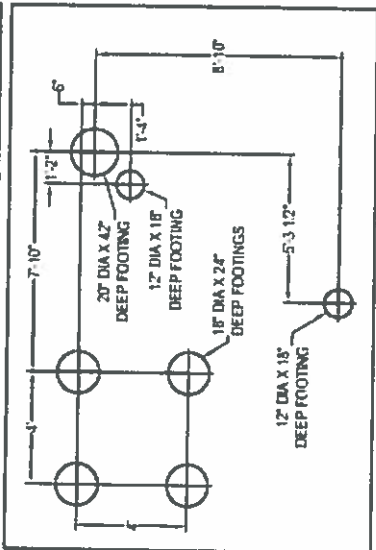 6"
8'-10"
1'-4"
1'-2"
7'-10"
20" DIA X 42"
DEEP FOOTING
12" DIA X 18"
DEEP FOOTING
5'-3 1/2"
4'
18" DIA X 24"
DEEP FOOTINGS
4'
12" DIA X 18"
DEEP FOOTING